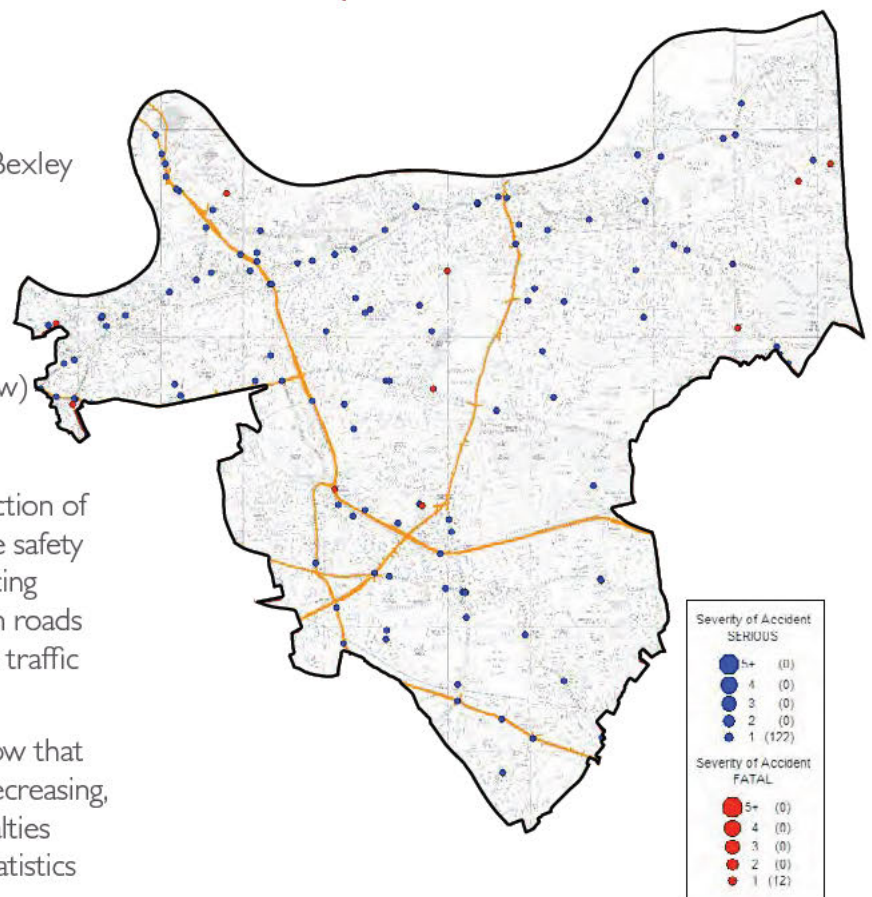 Bexley
w)
ction of
e safety
ting
n roads
traffic
ow that
ecreasing,
lties
atistics
Severity of Accident
SERIOUS
5+ (0)
4 (0)
3 (0)
2 (0)
1 (122)
Severity of Accident
FATAL
5+ (0)
4 (0)
3 (0)
2 (0)
1 (12)